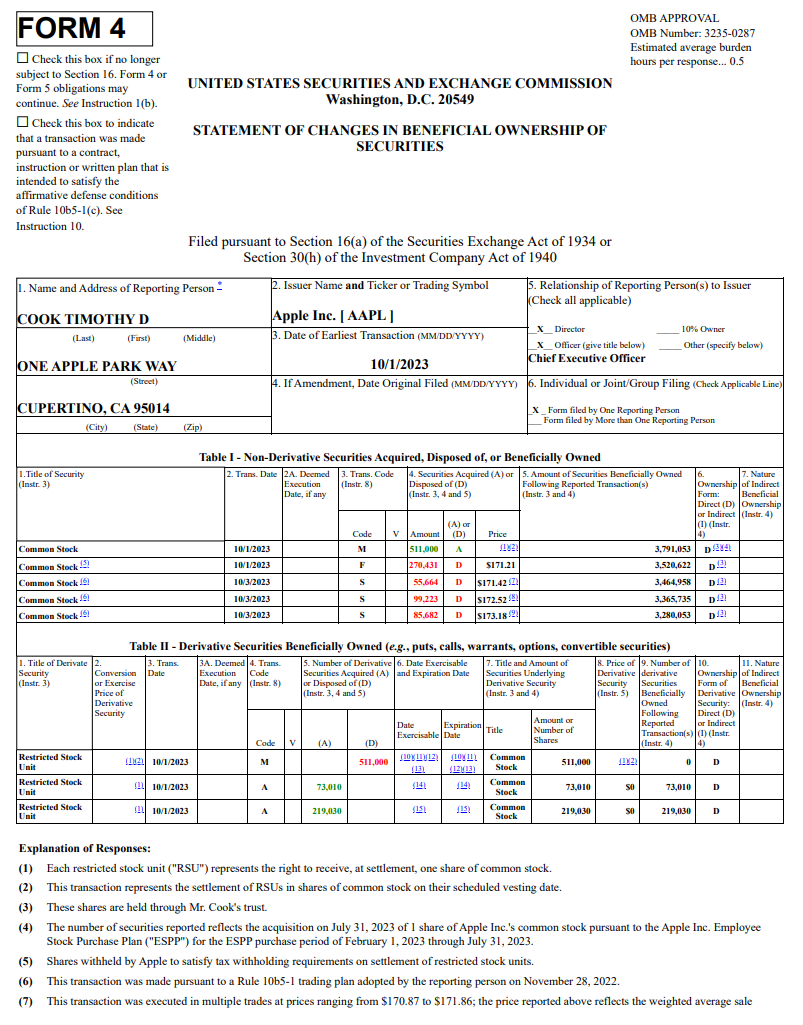 FORM 4
☐ Check this box if no longer
subject to Section 16. Form 4 or
Form 5 obligations may
continue. See Instruction 1(b).
☐ Check this box to indicate
that a transaction was made
pursuant to a contract,
instruction or written plan that is
intended to satisfy the
affirmative defense conditions
of Rule 10b5-1(c). See
Instruction 10.
UNITED STATES SECURITIES AND EXCHANGE COMMISSION
Washington, D.C. 20549
STATEMENT OF CHANGES IN BENEFICIAL OWNERSHIP OF
SECURITIES
OMB APPROVAL
OMB Number: 3235-0287
Estimated average burden
hours per response... 0.5
Filed pursuant to Section 16(a) of the Securities Exchange Act of 1934 or
Section 30(h) of the Investment Company Act of 1940
1. Name and Address of Reporting Person *
COOK TIMOTHY D
(Last) (First) (Middle)
ONE APPLE PARK WAY
(Street)
CUPERTINO, CA 95014
(City) (State) (Zip)
2. Issuer Name and Ticker or Trading Symbol
Apple Inc. [ AAPL ]
3. Date of Earliest Transaction (MM/DD/YYYY)
10/1/2023
4. If Amendment, Date Original Filed (MM/DD/YYYY)
5. Relationship of Reporting Person(s) to Issuer
(Check all applicable)
__X__ Director _____ 10% Owner
__X__ Officer (give title below) _____ Other (specify below)
Chief Executive Officer
6. Individual or Joint/Group Filing (Check Applicable Line)
_X _ Form filed by One Reporting Person
___ Form filed by More than One Reporting Person
Table I - Non-Derivative Securities Acquired, Disposed of, or Beneficially Owned
1.Title of Security
(Instr. 3)
2. Trans. Date
2A. Deemed
Execution
Date, if any
3. Trans. Code
(Instr. 8)
4. Securities Acquired (A) or
Disposed of (D)
(Instr. 3, 4 and 5)
5. Amount of Securities Beneficially Owned
Following Reported Transaction(s)
(Instr. 3 and 4)
6.
Ownership
Form:
Direct (D)
or Indirect
(I) (Instr.
4)
7. Nature
of Indirect
Beneficial
Ownership
(Instr. 4)
Code V Amount (A) or (D) Price
Common Stock 10/1/2023 M 511,000 A (1)(2) 3,791,053 D (3)(4)
Common Stock (5) 10/1/2023 F 270,431 D $171.21 3,520,622 D (3)
Common Stock (6) 10/3/2023 S 55,664 D $171.42 (7) 3,464,958 D (3)
Common Stock (6) 10/3/2023 S 99,223 D $172.52 (8) 3,365,735 D (3)
Common Stock (6) 10/3/2023 S 85,682 D $173.18 (9) 3,280,053 D (3)
Table II - Derivative Securities Beneficially Owned (e.g., puts, calls, warrants, options, convertible securities)
1. Title of Derivate
Security
(Instr. 3)
2.
Conversion
or Exercise
Price of
Derivative
Security
3. Trans.
Date
3A. Deemed
Execution
Date, if any
4. Trans.
Code
(Instr. 8)
5. Number of Derivative
Securities Acquired (A)
or Disposed of (D)
(Instr. 3, 4 and 5)
6. Date Exercisable
and Expiration Date
7. Title and Amount of
Securities Underlying
Derivative Security
(Instr. 3 and 4)
8. Price of
Derivative
Security
(Instr. 5)
9. Number of
derivative
Securities
Beneficially
Owned
Following
Reported
Transaction(s)
(Instr. 4)
10.
Ownership
Form of
Derivative
Security:
Direct (D)
or Indirect
(I) (Instr.
4)
11. Nature
of Indirect
Beneficial
Ownership
(Instr. 4)
Code V (A) (D) Date Exercisable Expiration Date Title Amount or Number of Shares
Restricted Stock Unit (1)(2) 10/1/2023 M 511,000 (10)(11)(12)(13) (10)(11)(12)(13) Common Stock 511,000 (1)(2) 0 D
Restricted Stock Unit (1) 10/1/2023 A 73,010 (14) (14) Common Stock 73,010 $0 73,010 D
Restricted Stock Unit (1) 10/1/2023 A 219,030 (15) (15) Common Stock 219,030 $0 219,030 D
Explanation of Responses:
(1) Each restricted stock unit ("RSU") represents the right to receive, at settlement, one share of common stock.
(2) This transaction represents the settlement of RSUs in shares of common stock on their scheduled vesting date.
(3) These shares are held through Mr. Cook's trust.
(4) The number of securities reported reflects the acquisition on July 31, 2023 of 1 share of Apple Inc.'s common stock pursuant to the Apple Inc. Employee
Stock Purchase Plan ("ESPP") for the ESPP purchase period of February 1, 2023 through July 31, 2023.
(5) Shares withheld by Apple to satisfy tax withholding requirements on settlement of restricted stock units.
(6) This transaction was made pursuant to a Rule 10b5-1 trading plan adopted by the reporting person on November 28, 2022.
(7) This transaction was executed in multiple trades at prices ranging from $170.87 to $171.86; the price reported above reflects the weighted average sale